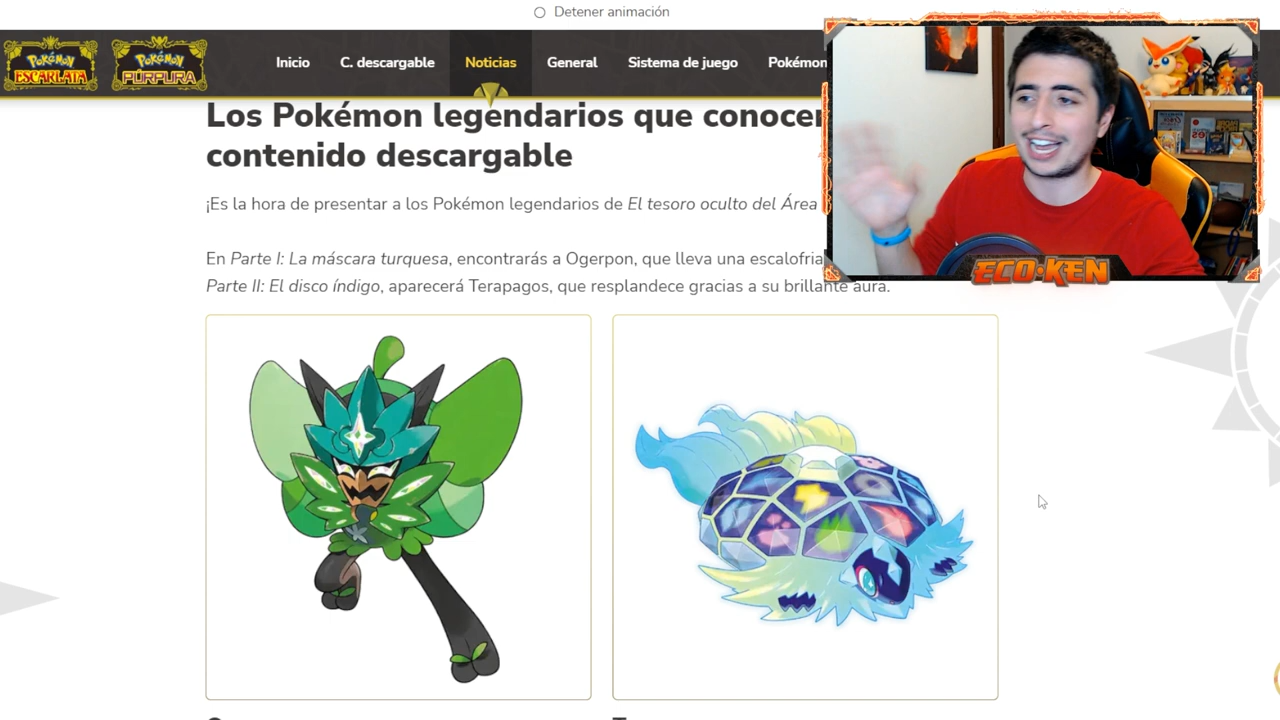 Detener animación
Pokémon
ESCARLATA
Pokémon
PÚRPURA
Inicio
C. descargable
Noticias
General
Sistema de juego
Pokémon
Los Pokémon legendarios que conocer
contenido descargable
¡Es la hora de presentar a los Pokémon legendarios de El tesoro oculto del Área
En Parte I: La máscara turquesa, encontrarás a Ogerpon, que lleva una escalofria
Parte II: El disco índigo, aparecerá Terapagos, que resplandece gracias a su brillante aura.
ECO·KEN